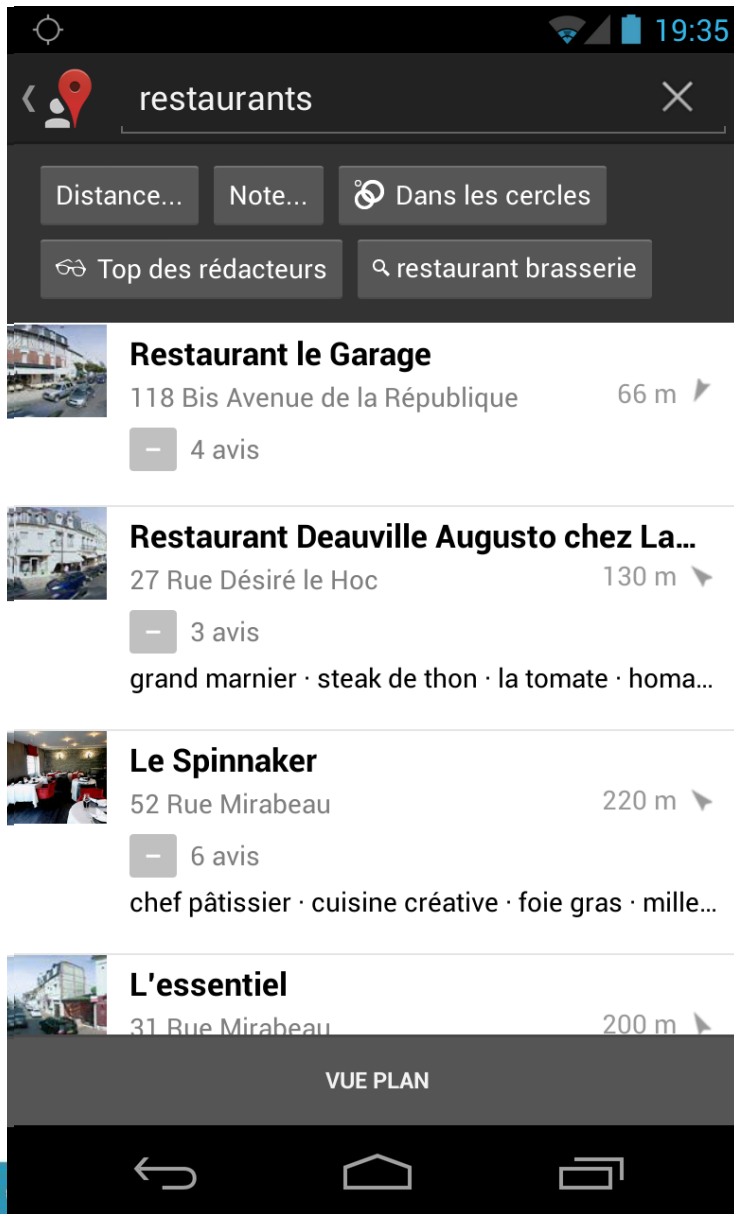 19:35
restaurants
Distance...
Note...
Dans les cercles
Top des rédacteurs
restaurant brasserie
Restaurant le Garage
118 Bis Avenue de la République
66 m
4 avis
Restaurant Deauville Augusto chez La...
27 Rue Désiré le Hoc
130 m
3 avis
grand marnier · steak de thon · la tomate · homa...
Le Spinnaker
52 Rue Mirabeau
220 m
6 avis
chef pâtissier · cuisine créative · foie gras · mille...
L'essentiel
31 Rue Mirabeau
200 m
VUE PLAN